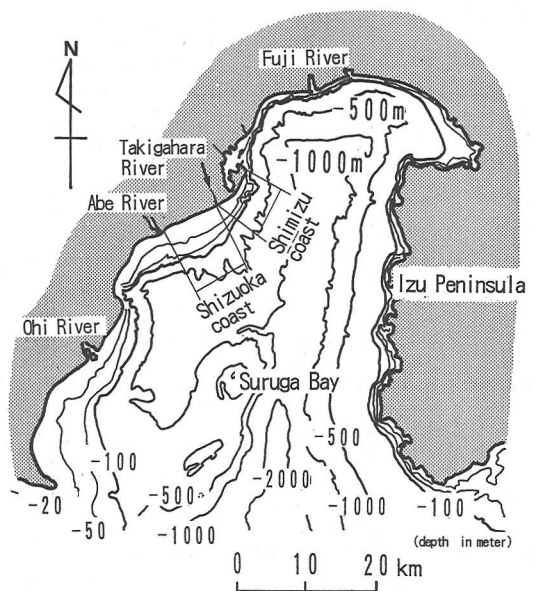 N
Fuji River
-500m
Takigahara
River
-1000m
Abe River
Shimizu
coast
Shizuoka
coast
Izu Peninsula
Ohi River
Suruga Bay
-100
-500
-20
-500
-2000
-50
-1000
-1000
-100
(depth in meter)
0 10 20 km